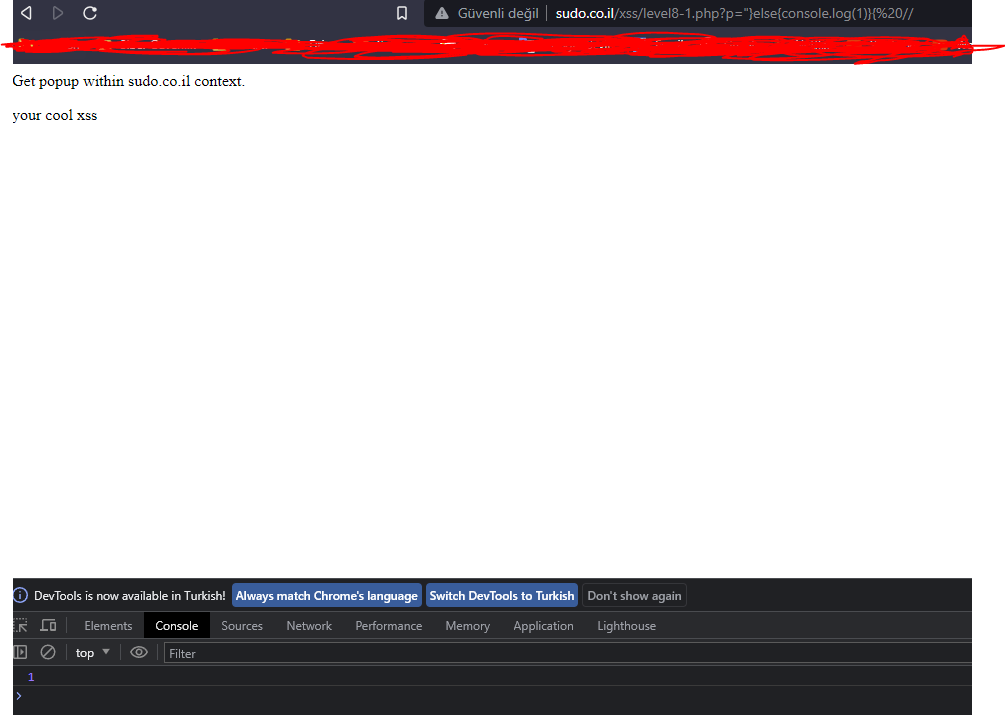 Güvenli değil sudo.co.il/xss/level8-1.php?p="}else{console.log(1)}{%20//
Get popup within sudo.co.il context.
your cool xss
DevTools is now available in Turkish! Always match Chrome's language Switch DevTools to Turkish Don't show again
Elements Console Sources Network Performance Memory Application Lighthouse
top Filter
1